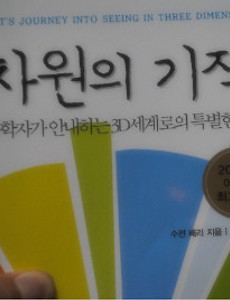 T'S JOURNEY INTO SEEING IN THREE DIMEN
차원의 기적
학자가 안내하는 3D세계로의 특별한
20
수전 배리 지음